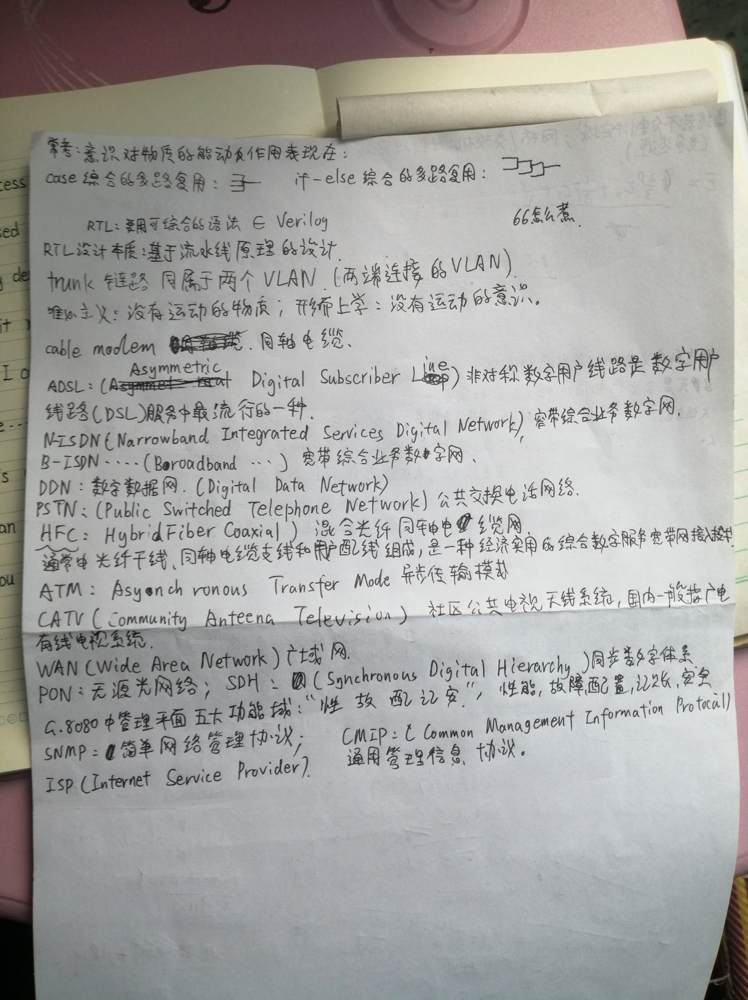 常考:意识对物质的能动反作用表现在:
case综合的多路复用: if-else综合的多路复用:
66怎么煮.
RTL:要用可综合的语法 ∈ Verilog
RTL设计本质:基于流水线原理的设计.
trunk 链路 同属于两个VLAN.(两端连接的VLAN).
唯心主义:没有运动的物质;形而上学:没有运动的意识。
cable modem 同轴电缆、
ADSL:(Asymmetric Digital Subscriber Line)非对称数字用户线路是数字用户
线路(DSL)服务中最流行的一种.
N-ISDN(Narrowband Integrated Services Digital Network),窄带综合业务数字网.
B-ISDN ····(Boroadband ···) 宽带综合业务数字网、
DDN:数字数据网.(Digital Data Network)
PSTN:(Public Switched Telephone Network)公共交换电话网络.
HFC: Hybrid Fiber Coaxial) 混合光纤同轴电缆网
通常由光纤干线、同轴电缆支线和用户配线组成,是一种经济实用的综合数字服务宽带网接入技术
ATM: Asynchronous Transfer Mode 异步传输模式
CATV(Community Anteena Television) 社区公共电视天线系统,国内一般指广电
有线电视系统.
WAN(Wide Area Network)广域网.
PON:无源光网络; SDH:(Synchronous Digital Hierarchy)同步数字体系
G.8080中管理平面五大功能域:“性故配记安”,性能,故障,配置,记账,安全
SNMP:简单网络管理协议; CMIP:(Common Management Information Protocal)
通用管理信息协议。
ISP(Internet Service Provider).